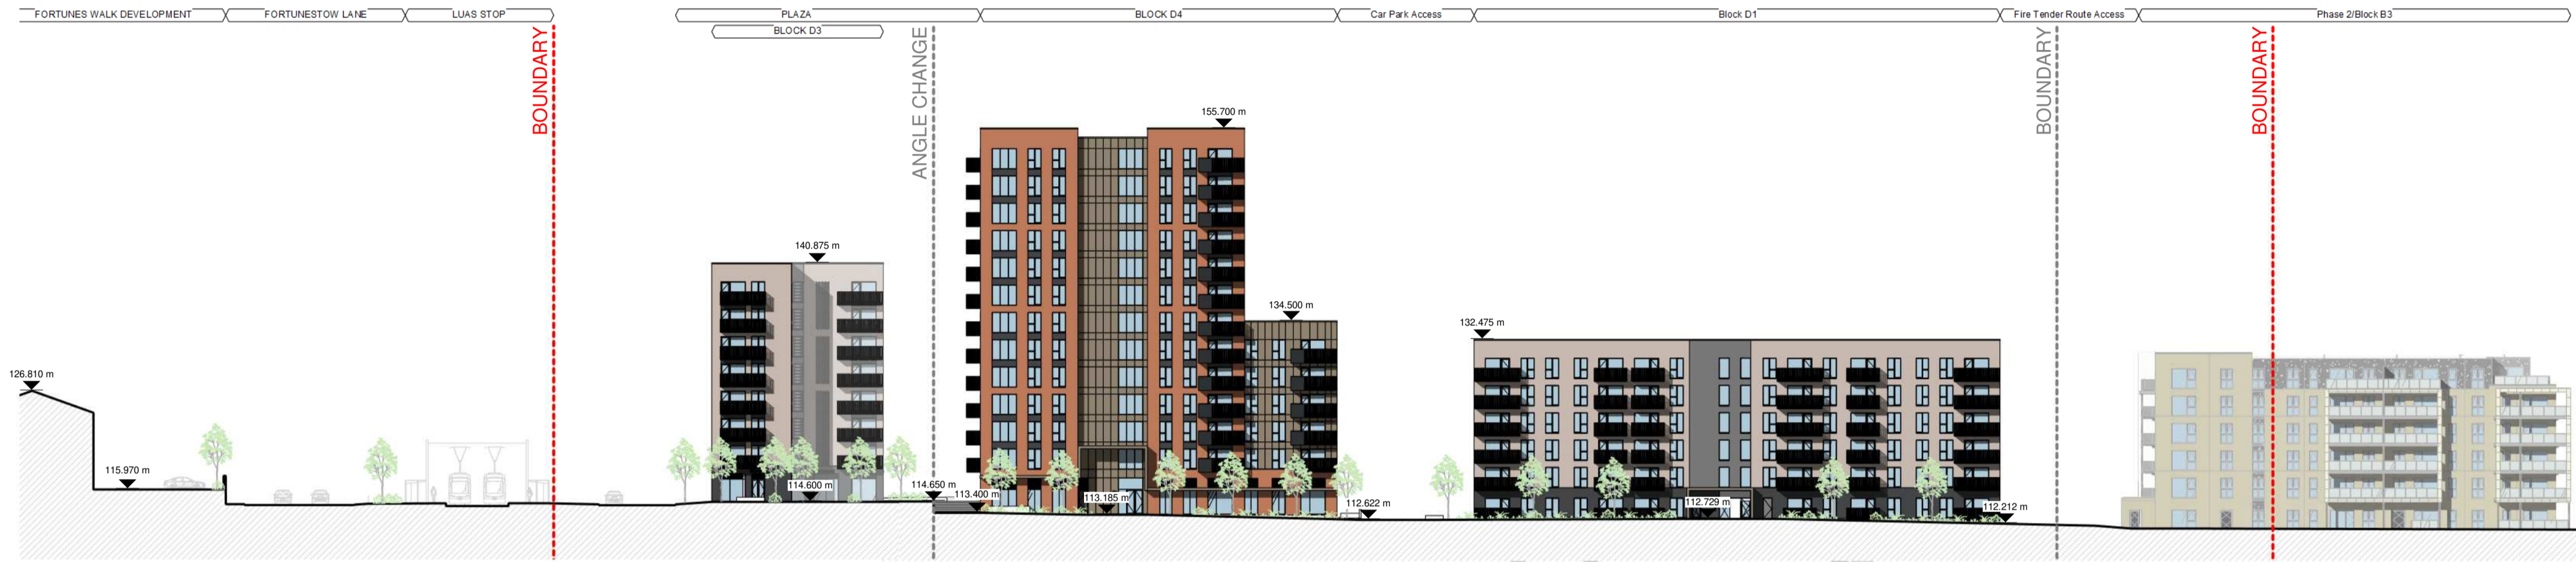 FORTUNES WALK DEVELOPMENT
FORTUNESTOW LANE
LUAS STOP
PLAZA
BLOCK D4
Car Park Access
Block D1
Fire Tender Route Access
Phase 2/Block B3
BLOCK D3
BOUNDARY
ANGLE CHANGE
BOUNDARY
BOUNDARY
155.700 m
140.875 m
134.500 m
132.475 m
126.810 m
115.970 m
114.600 m
114.650 m
113.400 m
113.185 m
112.622 m
112.729 m
112.212 m